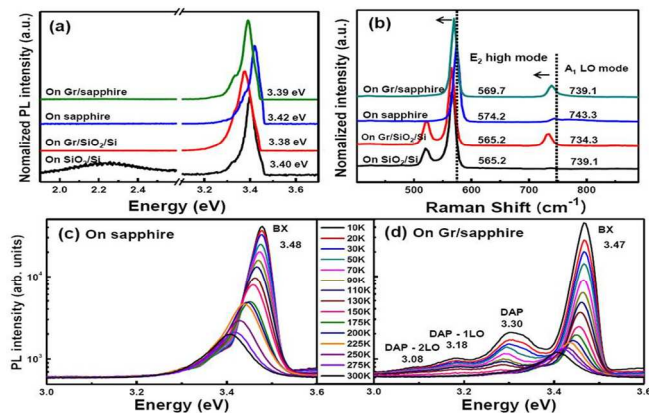 (a)
Normalized PL intensity (a.u.)
On Gr/sapphire
3.39 eV
On sapphire
3.42 eV
On Gr/SiO₂/Si
3.38 eV
On SiO₂/Si
3.40 eV
2.0 2.2 3.2 3.4 3.6
Energy (eV)
(b)
Nomalized intensity (a.u.)
E₂ high mode
A₁ LO mode
On Gr/sapphire
569.7 739.1
On sapphire
574.2 743.3
On Gr/SiO₂/Si
565.2 734.3
On SiO₂/Si
565.2 739.1
500 600 700 800
Raman Shift (cm⁻¹)
(c) On sapphire
PL intensity (arb. units)
10⁴
10³
BX
3.48
3.0 3.2 3.4 3.6
Energy (eV)
10K
20K
30K
50K
70K
90K
110K
130K
150K
175K
200K
225K
250K
275K
300K
(d) On Gr/sapphire
BX
3.47
DAP
3.30
DAP - 1LO
3.18
DAP - 2LO
3.08
3.0 3.2 3.4 3.6
Energy (eV)